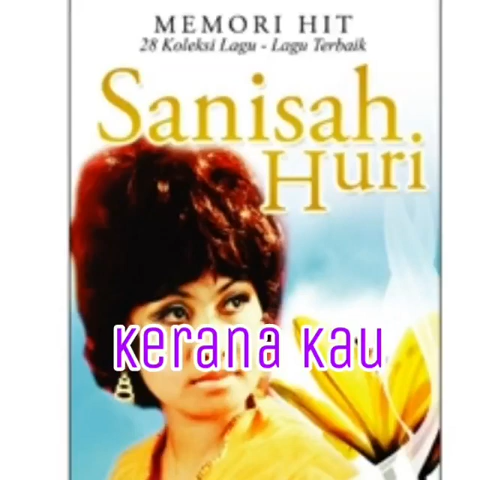 MEMORI HIT
28 Koleksi Lagu - Lagu Terbaik
Sanisah
Huri
kerana kau